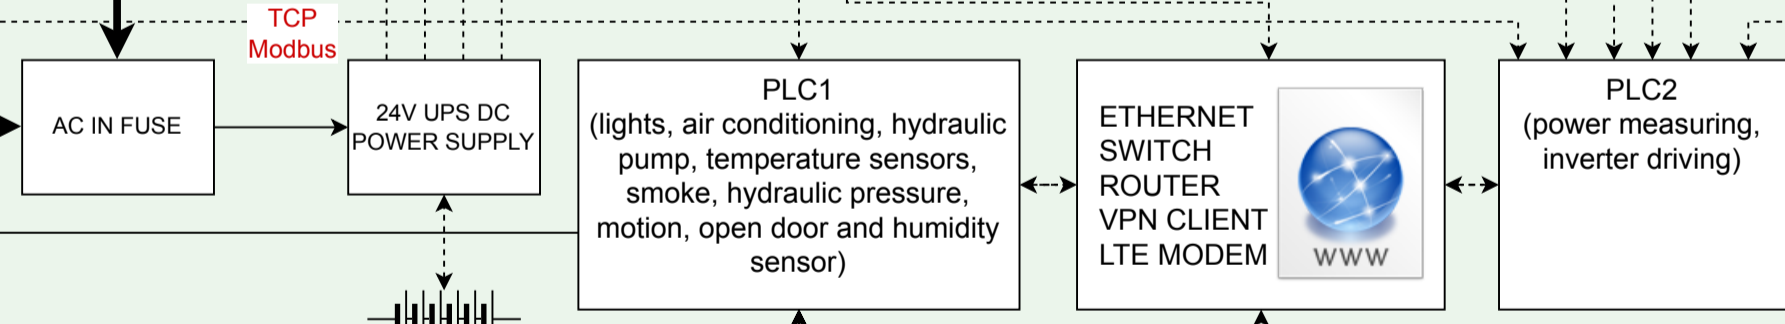 TCP
Modbus
AC IN FUSE
24V UPS DC
POWER SUPPLY
PLC1
(lights, air conditioning, hydraulic
pump, temperature sensors,
smoke, hydraulic pressure,
motion, open door and humidity
sensor)
ETHERNET
SWITCH
ROUTER
VPN CLIENT
LTE MODEM
WWW
PLC2
(power measuring,
inverter driving)